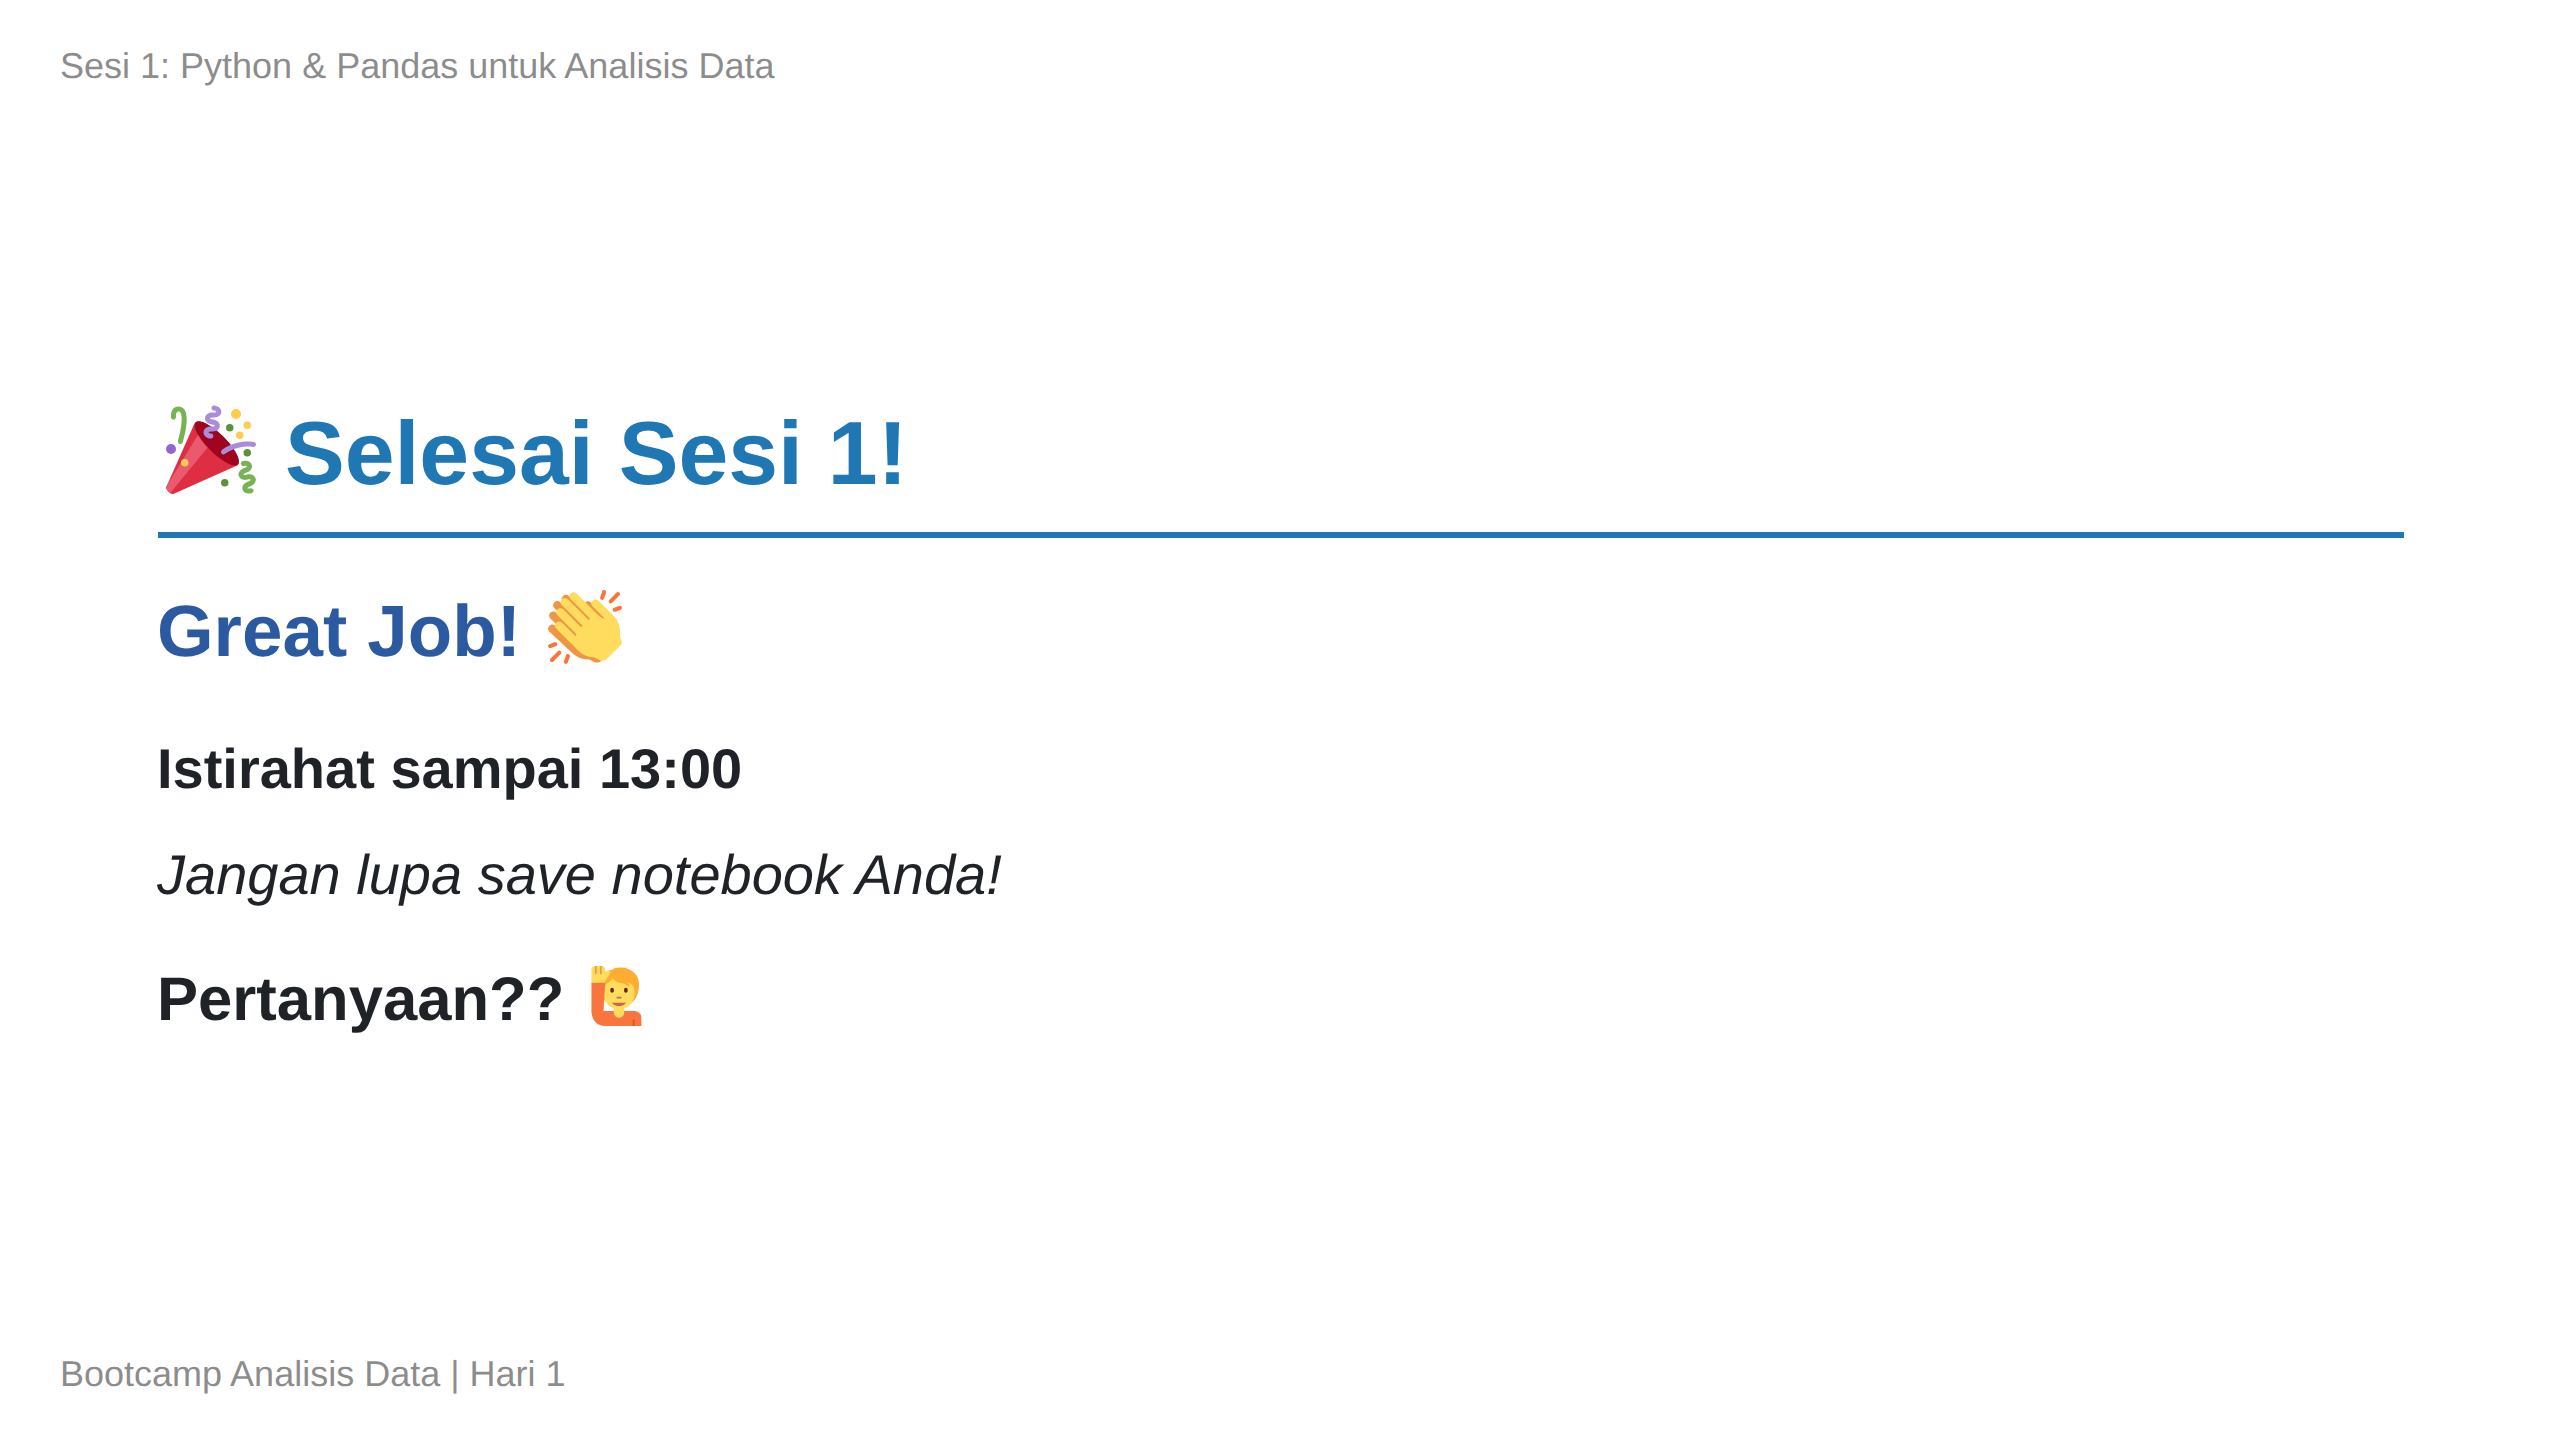 Sesi 1: Python & Pandas untuk Analisis Data
🎉 Selesai Sesi 1!
Great Job! 👏
Istirahat sampai 13:00
Jangan lupa save notebook Anda!
Pertanyaan?? 🙋
Bootcamp Analisis Data | Hari 1